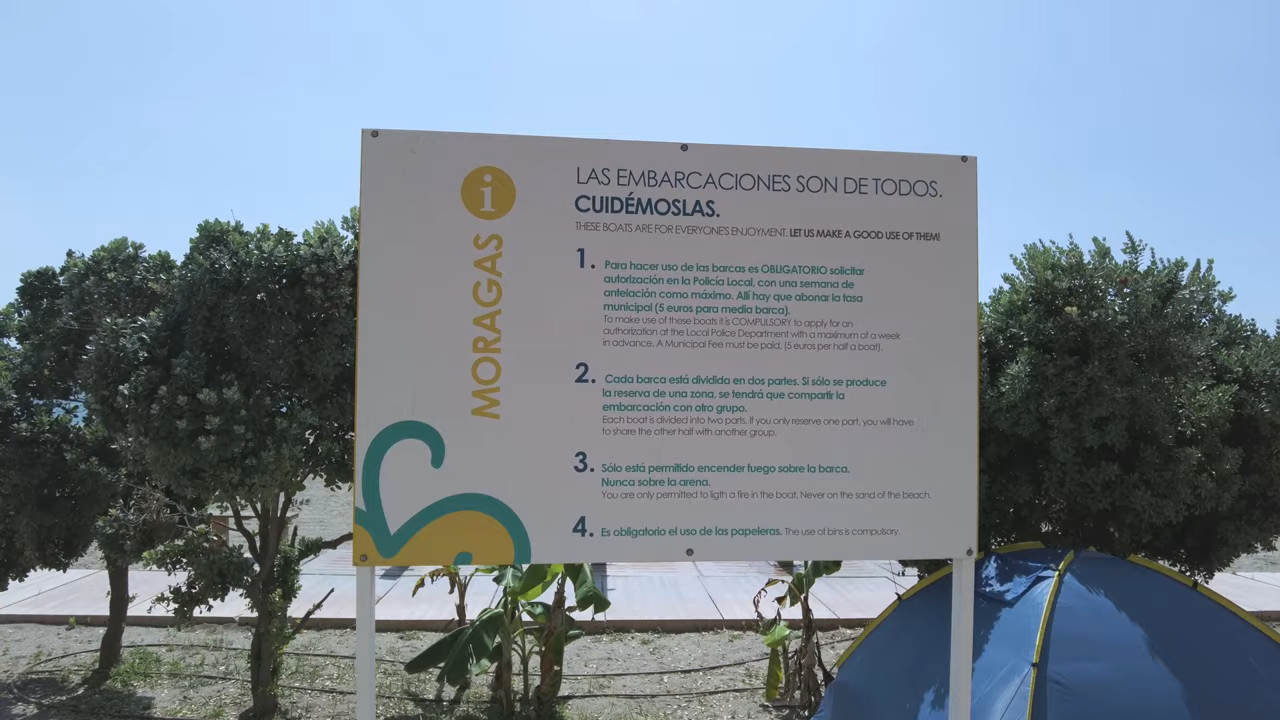 i
MORAGAS
LAS EMBARCACIONES SON DE TODOS.
CUIDÉMOSLAS.
THESE BOATS ARE FOR EVERYONE'S ENJOYMENT. LET US MAKE A GOOD USE OF THEM!
1. Para hacer uso de las barcas es OBLIGATORIO solicitar
autorización en la Policía Local, con una semana de
antelación como máximo. Allí hay que abonar la tasa
municipal (5 euros para media barca).
To make use of these boats it is COMPULSORY to apply for an
authorization at the Local Police Department with a maximum of a week
in advance. A Municipal Fee must be paid. (5 euros per half a boat).
2. Cada barca está dividida en dos partes. Si sólo se produce
la reserva de una zona, se tendrá que compartir la
embarcación con otro grupo.
Each boat is divided into two parts. If you only reserve one part, you will have
to share the other half with another group.
3. Sólo está permitido encender fuego sobre la barca.
Nunca sobre la arena.
You are only permitted to ligth a fire in the boat. Never on the sand of the beach.
4. Es obligatorio el uso de las papeleras. The use of bins is compulsory.